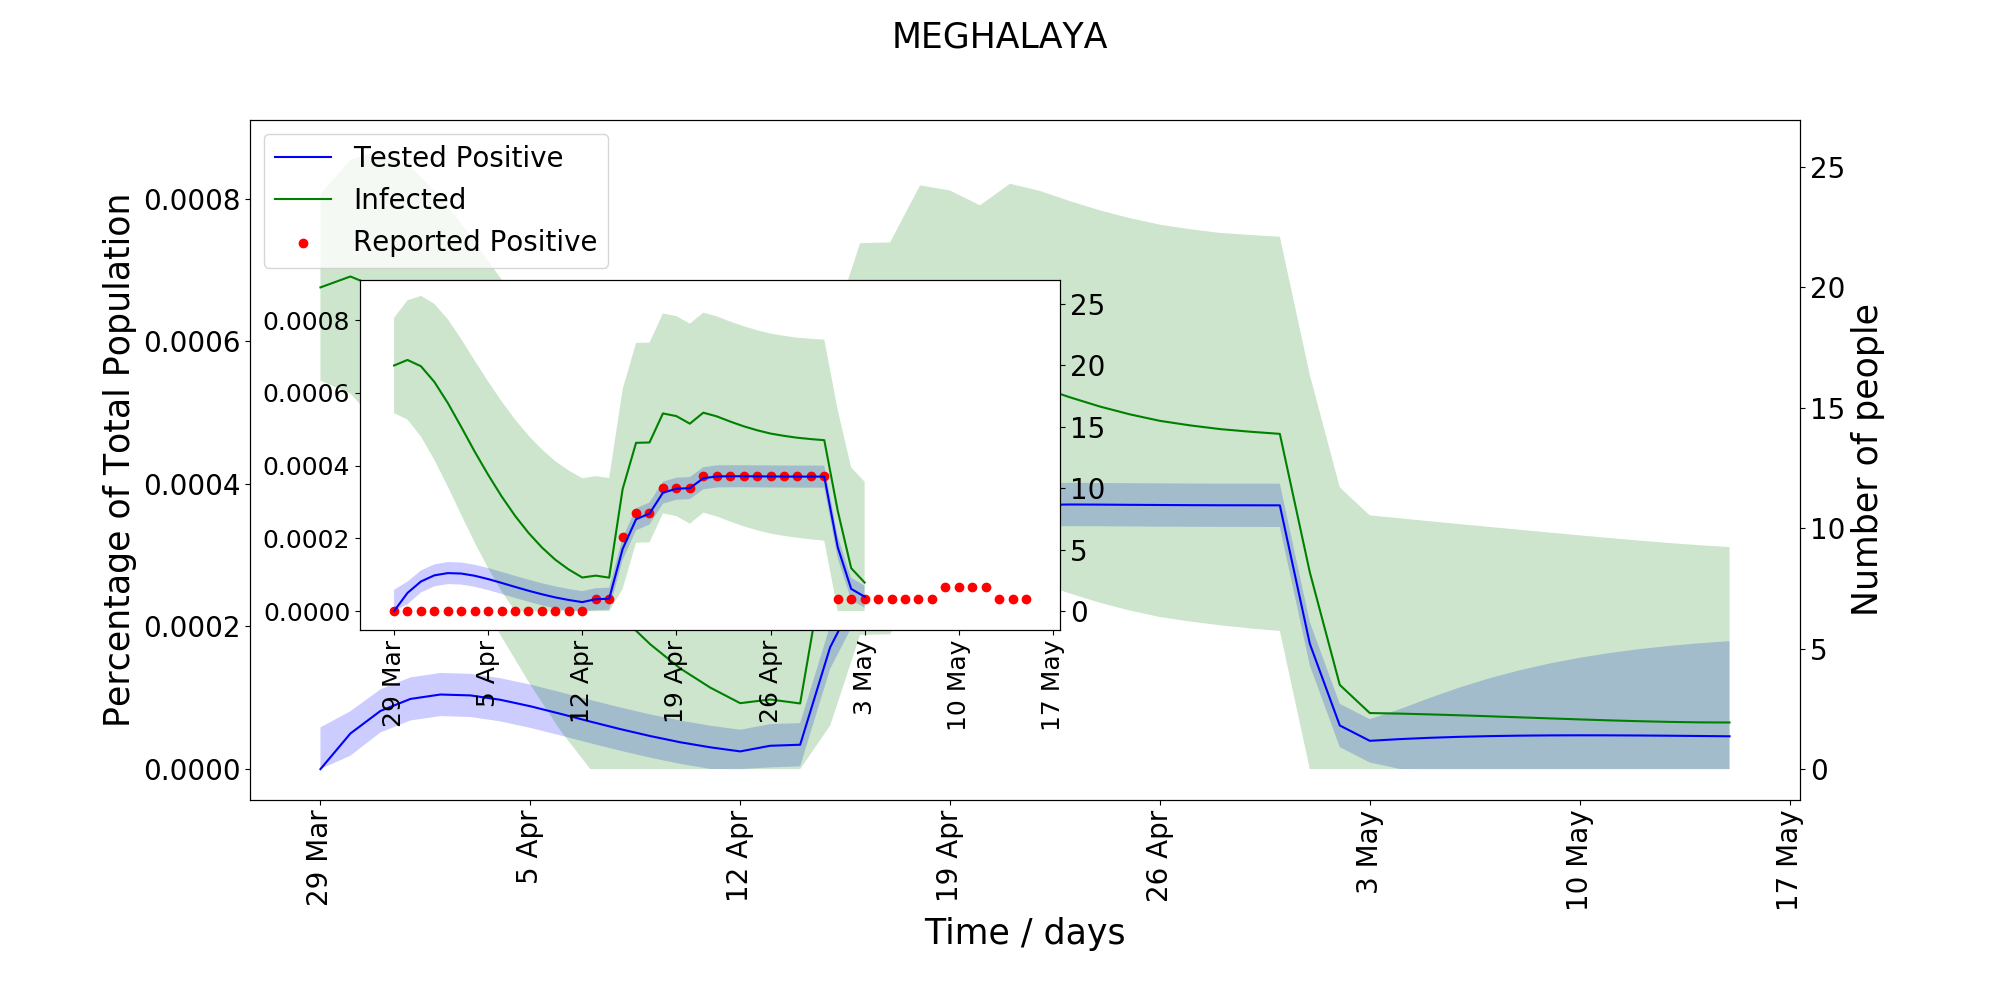 MEGHALAYA
Tested Positive
Infected
Reported Positive
Percentage of Total Population
0.0008
0.0006
0.0004
0.0002
0.0000
25
20
15
10
5
0
Number of people
0.0008
0.0006
0.0004
0.0002
0.0000
25
20
15
10
5
0
29 Mar
5 Apr
12 Apr
19 Apr
26 Apr
3 May
10 May
17 May
29 Mar
5 Apr
12 Apr
19 Apr
26 Apr
3 May
10 May
17 May
Time / days